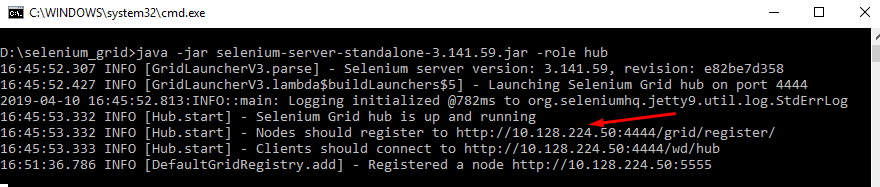 C:\WINDOWS\system32\cmd.exe
D:\selenium_grid>java -jar selenium-server-standalone-3.141.59.jar -role hub
16:45:52.307 INFO [GridLauncherV3.parse] - Selenium server version: 3.141.59, revision: e82be7d358
16:45:52.427 INFO [GridLauncherV3.lambda$buildLaunchers$5] - Launching Selenium Grid hub on port 4444
2019-04-10 16:45:52.813:INFO::main: Logging initialized @782ms to org.seleniumhq.jetty9.util.log.StdErrLog
16:45:53.332 INFO [Hub.start] - Selenium Grid hub is up and running
16:45:53.332 INFO [Hub.start] - Nodes should register to http://10.128.224.50:4444/grid/register/
16:45:53.333 INFO [Hub.start] - Clients should connect to http://10.128.224.50:4444/wd/hub
16:51:36.786 INFO [DefaultGridRegistry.add] - Registered a node http://10.128.224.50:5555